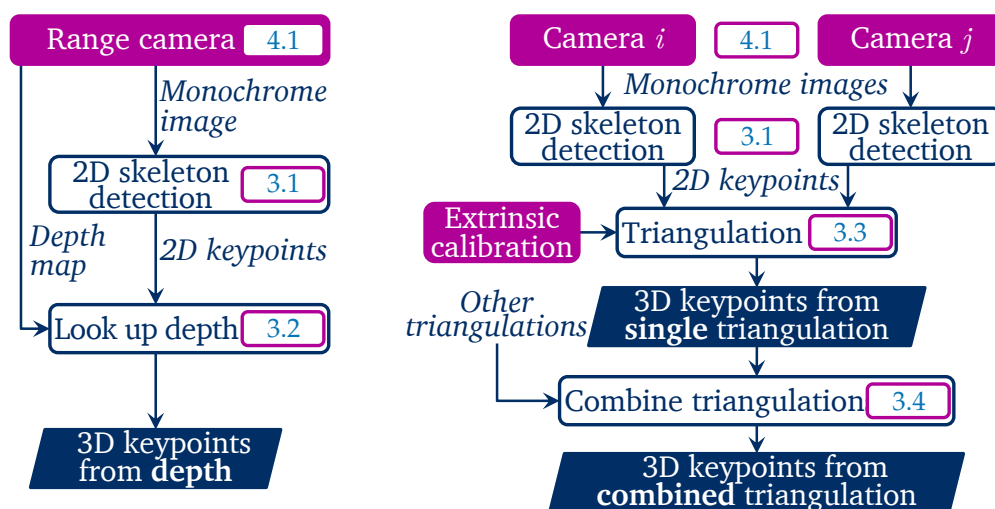 Range camera 4.1
Monochrome
image
2D skeleton
detection 3.1
Depth
map
2D keypoints
Look up depth 3.2
3D keypoints
from depth
Camera i 4.1 Camera j
Monochrome images
2D skeleton
detection
3.1
2D skeleton
detection
2D keypoints
Extrinsic
calibration
Triangulation 3.3
Other
triangulations
3D keypoints from
single triangulation
Combine triangulation 3.4
3D keypoints from
combined triangulation